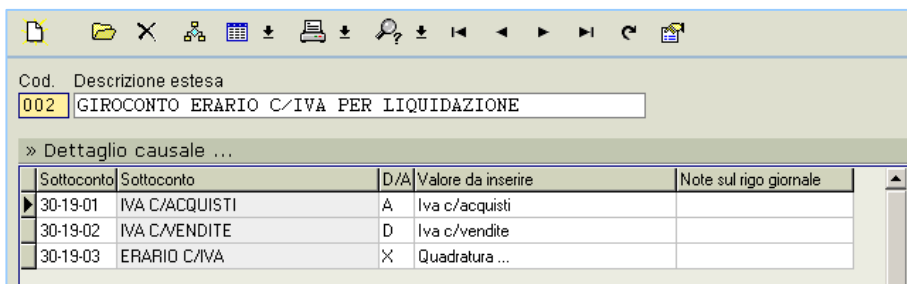 Cod. Descrizione estesa
002 GIROCONTO ERARIO C/IVA PER LIQUIDAZIONE
» Dettaglio causale ...
Sottoconto Sottoconto D/A Valore da inserire Note sul rigo giornale
30-19-01 IVA C/ACQUISTI A Iva c/acquisti
30-19-02 IVA C/VENDITE D Iva c/vendite
30-19-03 ERARIO C/IVA X Quadratura ...